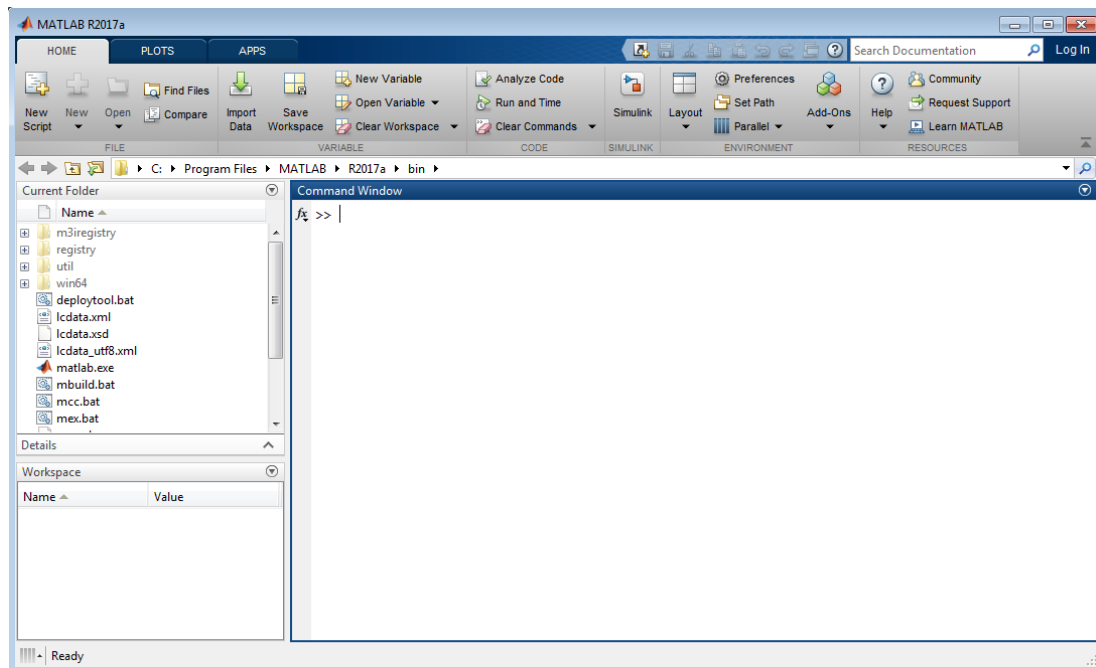 MATLAB R2017a
HOME PLOTS APPS Search Documentation Log In
New Script
New
Open
Find Files
Compare
Import Data
Save Workspace
New Variable
Open Variable
Clear Workspace
Analyze Code
Run and Time
Clear Commands
Simulink
Layout
Preferences
Set Path
Parallel
Add-Ons
Help
Community
Request Support
Learn MATLAB
FILE VARIABLE CODE SIMULINK ENVIRONMENT RESOURCES
C: Program Files MATLAB R2017a bin
Current Folder
Name
m3iregistry
registry
util
win64
deploytool.bat
lcdata.xml
lcdata.xsd
lcdata_utf8.xml
matlab.exe
mbuild.bat
mcc.bat
mex.bat
Details
Workspace
Name Value
Command Window
fx >>
Ready